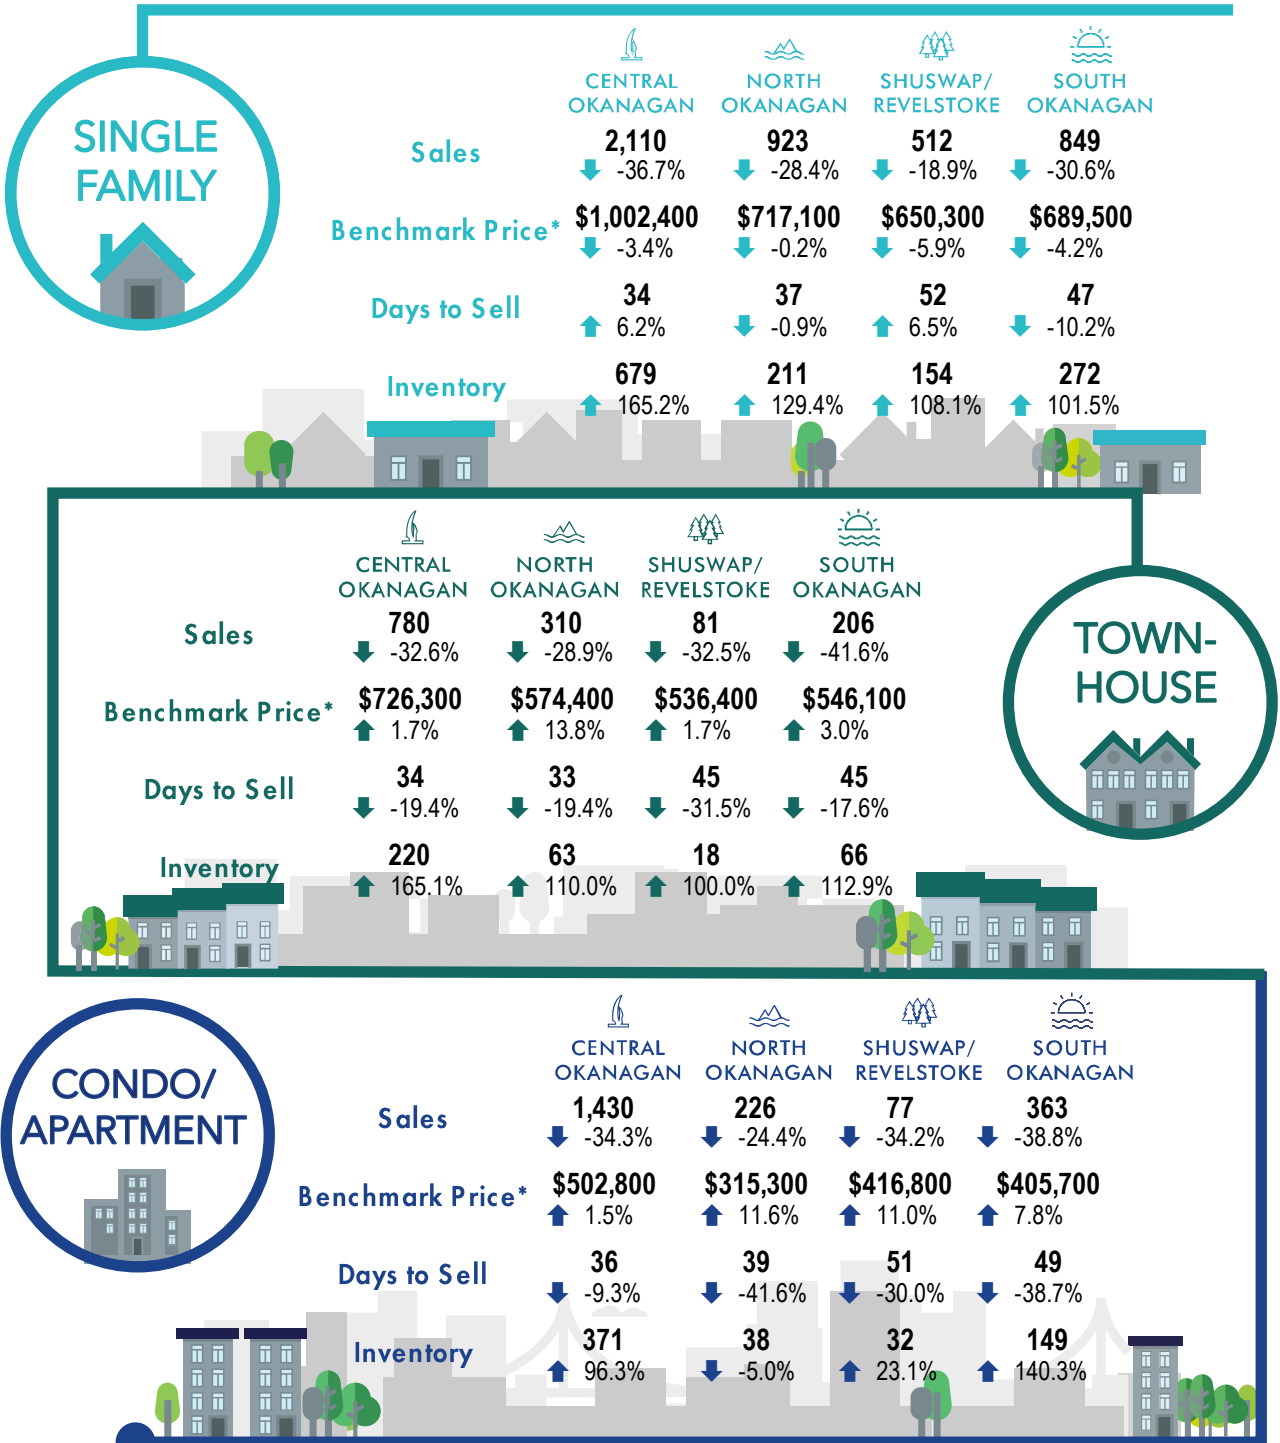 SINGLE
FAMILY
CENTRAL OKANAGAN NORTH OKANAGAN SHUSWAP/ REVELSTOKE SOUTH OKANAGAN
Sales 2,110 923 512 849
-36.7% -28.4% -18.9% -30.6%
Benchmark Price* $1,002,400 $717,100 $650,300 $689,500
-3.4% -0.2% -5.9% -4.2%
Days to Sell 34 37 52 47
6.2% -0.9% 6.5% -10.2%
Inventory 679 211 154 272
165.2% 129.4% 108.1% 101.5%
TOWN-
HOUSE
CENTRAL OKANAGAN NORTH OKANAGAN SHUSWAP/ REVELSTOKE SOUTH OKANAGAN
Sales 780 310 81 206
-32.6% -28.9% -32.5% -41.6%
Benchmark Price* $726,300 $574,400 $536,400 $546,100
1.7% 13.8% 1.7% 3.0%
Days to Sell 34 33 45 45
-19.4% -19.4% -31.5% -17.6%
Inventory 220 63 18 66
165.1% 110.0% 100.0% 112.9%
CONDO/
APARTMENT
CENTRAL OKANAGAN NORTH OKANAGAN SHUSWAP/ REVELSTOKE SOUTH OKANAGAN
Sales 1,430 226 77 363
-34.3% -24.4% -34.2% -38.8%
Benchmark Price* $502,800 $315,300 $416,800 $405,700
1.5% 11.6% 11.0% 7.8%
Days to Sell 36 39 51 49
-9.3% -41.6% -30.0% -38.7%
Inventory 371 38 32 149
96.3% -5.0% 23.1% 140.3%